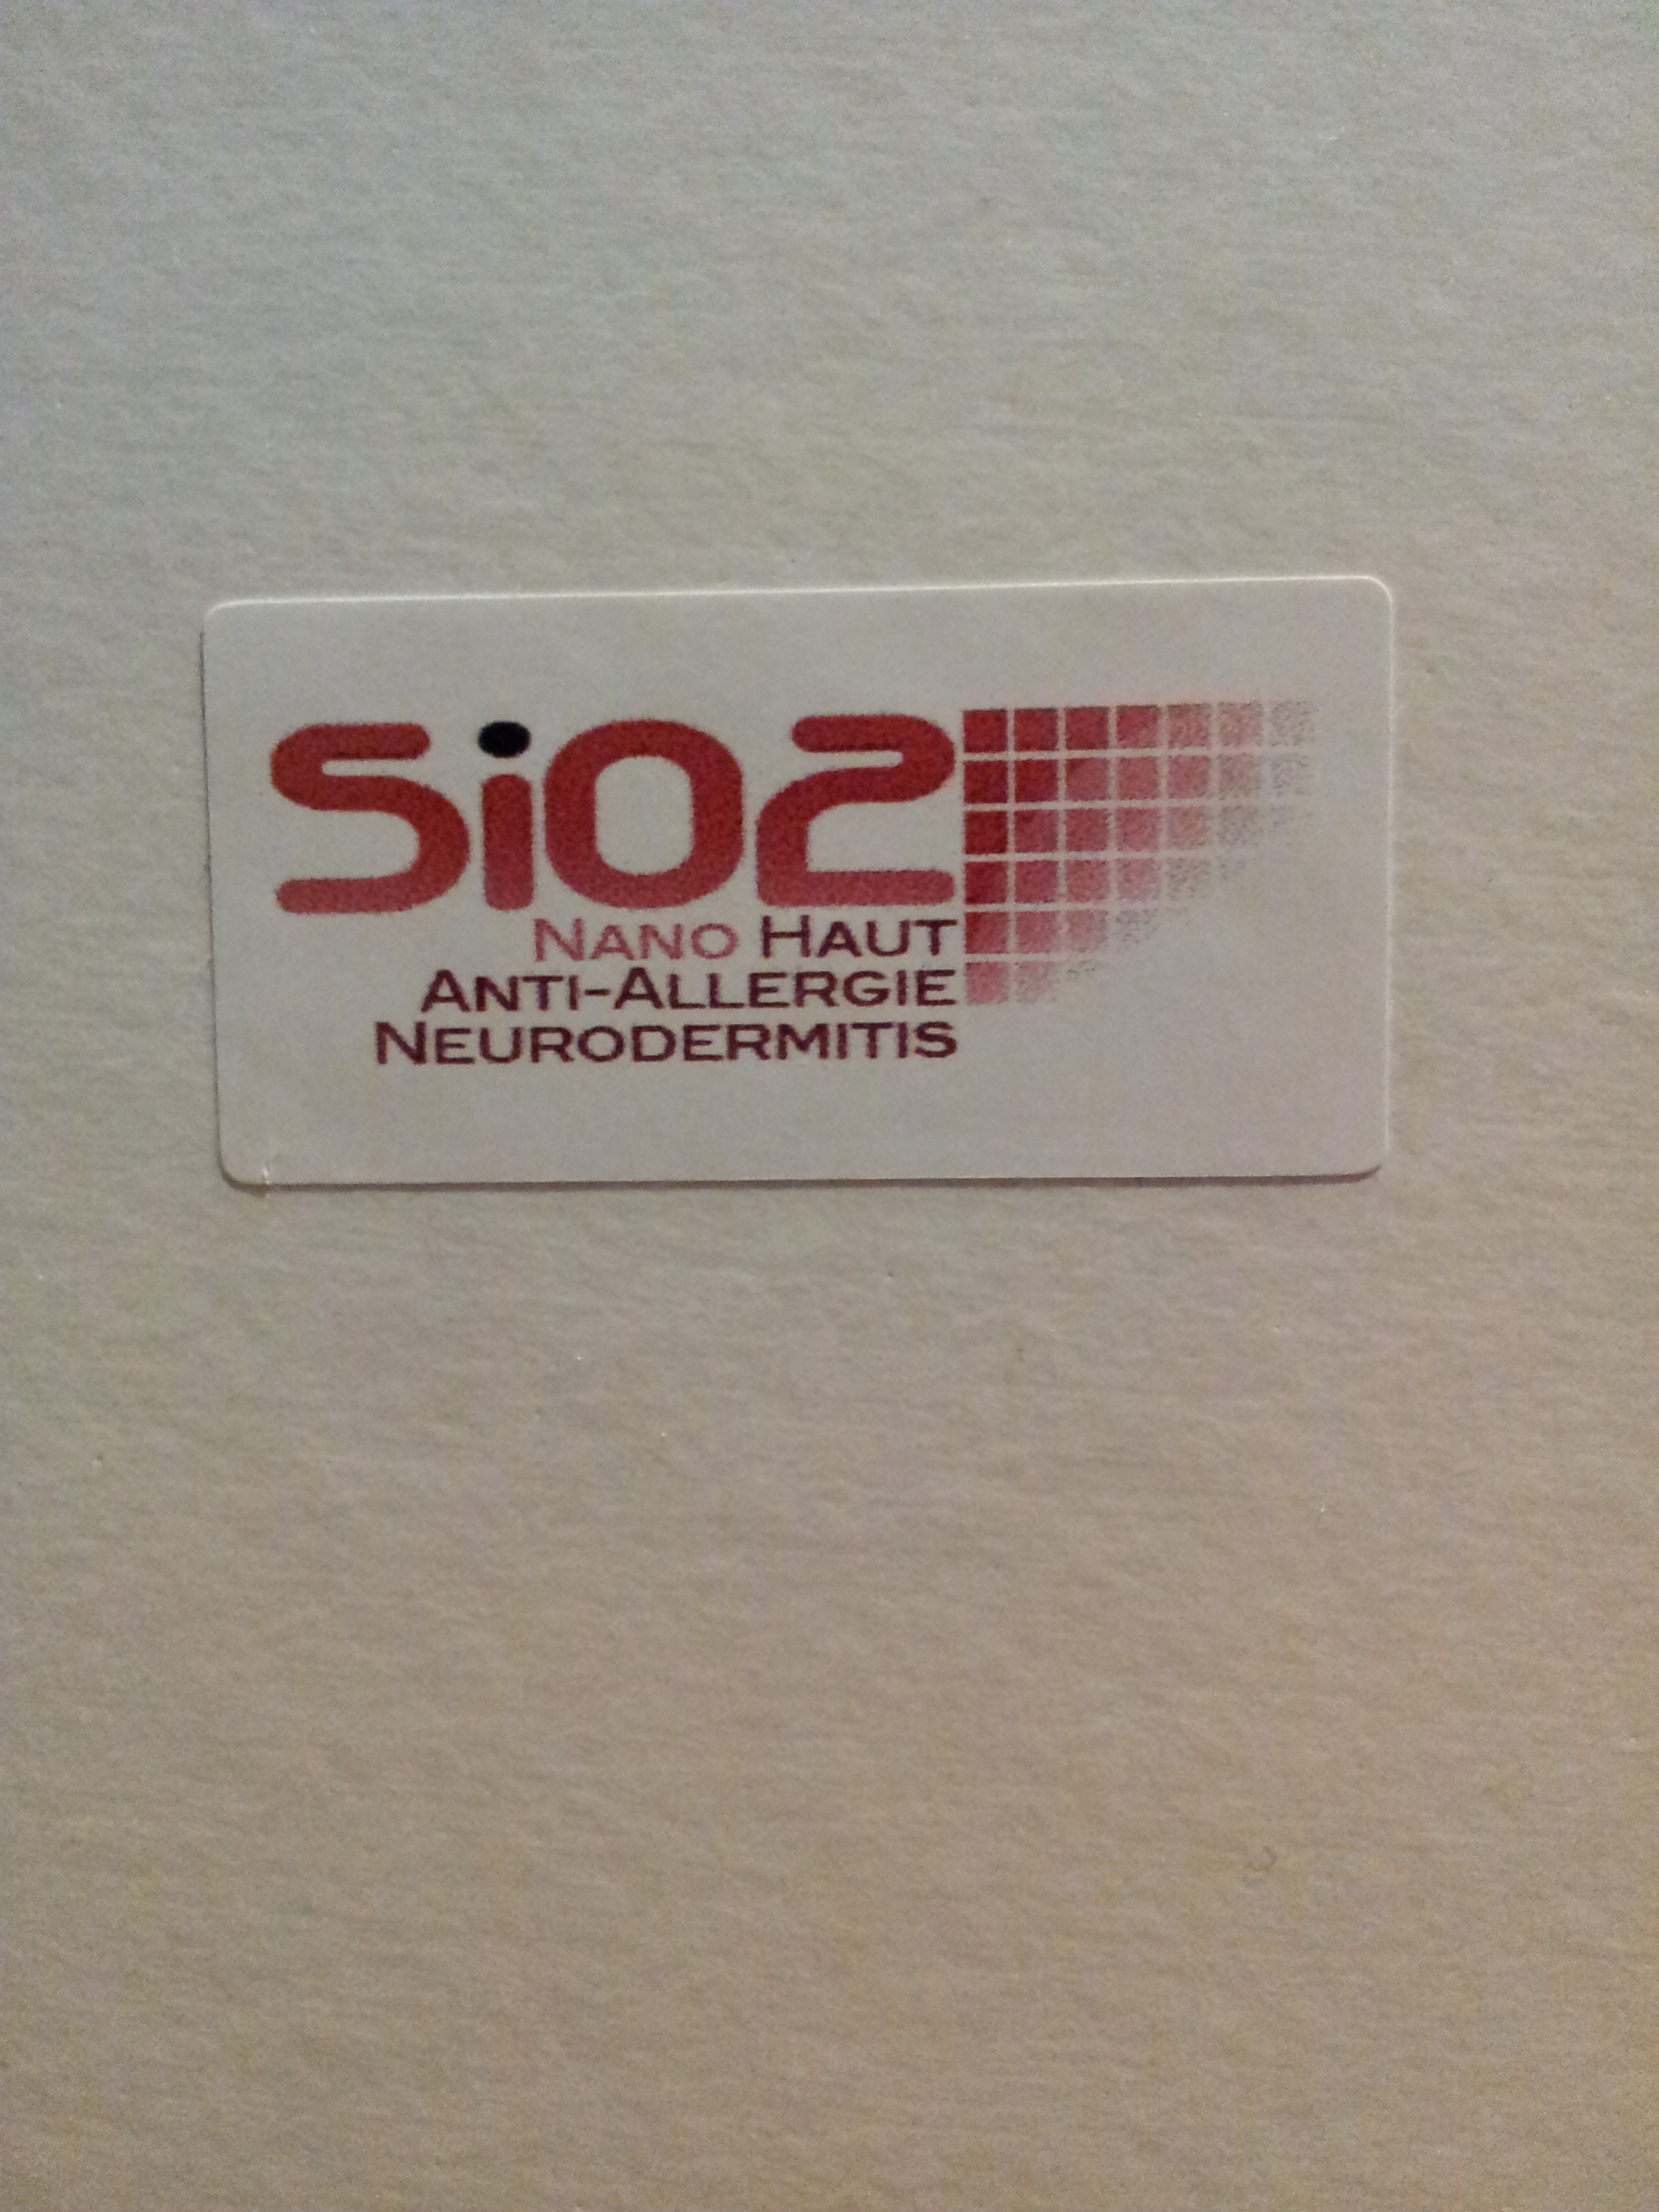 SiO2
NANO HAUT
ANTI-ALLERGIE
NEURODERMITIS